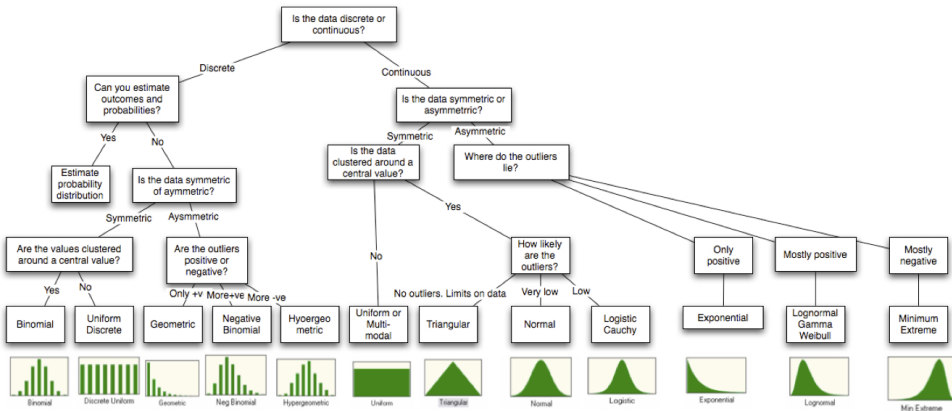 Is the data discrete or
continuous?
Discrete
Continuous
Can you estimate
outcomes and
probabilities?
Is the data symmetric or
asymmetrric?
Yes
No
Symmetric
Asymmetric
Estimate
probability
distribution
Is the data symmetric
of aymmetric?
Is the data
clustered around a
central value?
Where do the outliers
lie?
Symmetric
Aysmmetric
Yes
Are the values clustered
around a central value?
Are the outliers
positive or
negative?
No
How likely
are the
outliers?
Only
positive
Mostly positive
Mostly
negative
Yes
No
Only +v
More+ve
More -ve
No outliers. Limits on data
Very low
Low
Binomial
Uniform
Discrete
Geometric
Negative
Binomial
Hyoergeo
metric
Uniform or
Multi-
modal
Triangular
Normal
Logistic
Cauchy
Exponential
Lognormal
Gamma
Weibull
Minimum
Extreme
Binomial
Discrete Uniform
Geometric
Neg Binomial
Hypergeometric
Uniform
Triangular
Normal
Logistic
Exponential
Lognormal
Min Extreme